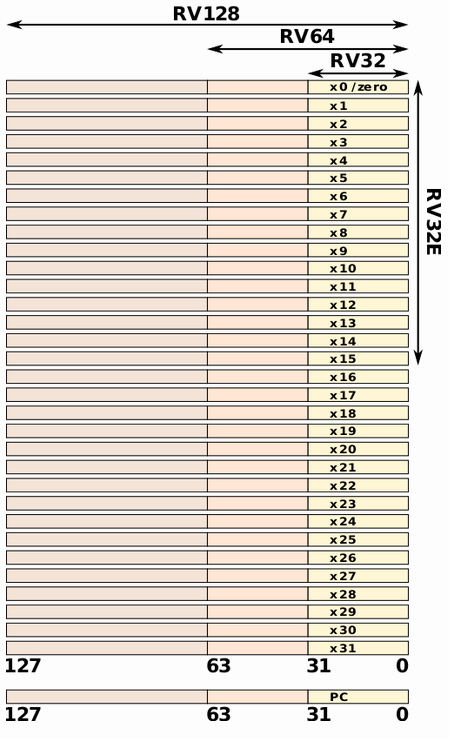 RV128
RV64
RV32
x0/zero
x1
x2
x3
x4
x5
x6
x7
x8
x9
x10
x11
x12
x13
x14
x15
RV32E
x16
x17
x18
x19
x20
x21
x22
x23
x24
x25
x26
x27
x28
x29
x30
x31
127 63 31 0
PC
127 63 31 0